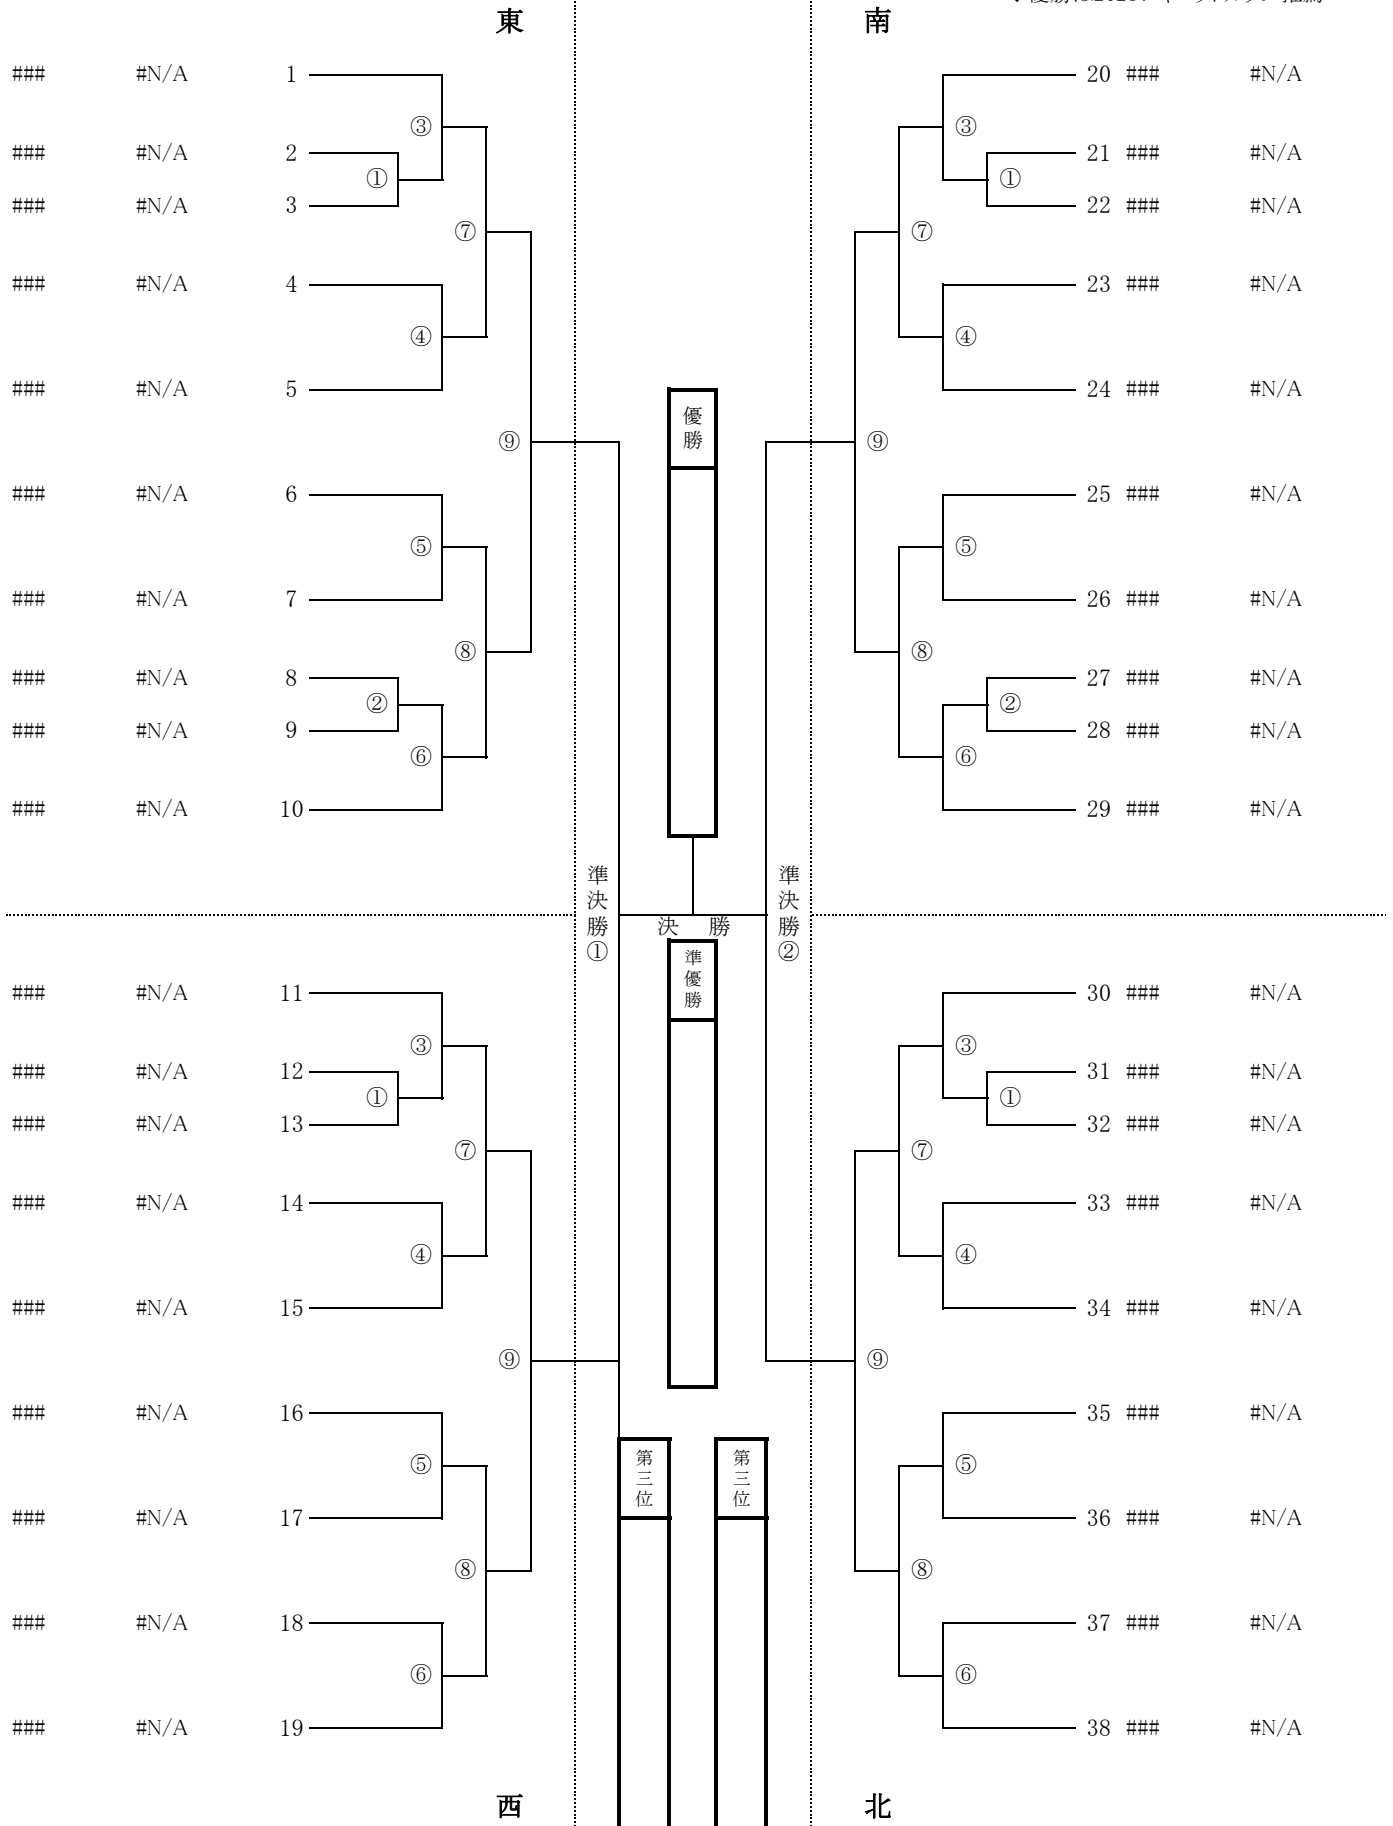 東 南
### #N/A 1 20 ### #N/A
③ ③
### #N/A 2 21 ### #N/A
① ①
### #N/A 3 22 ### #N/A
⑦ ⑦
### #N/A 4 23 ### #N/A
④ ④
### #N/A 5 24 ### #N/A
優勝
⑨ ⑨
### #N/A 6 25 ### #N/A
⑤ ⑤
### #N/A 7 26 ### #N/A
⑧ ⑧
### #N/A 8 27 ### #N/A
② ②
### #N/A 9 28 ### #N/A
⑥ ⑥
### #N/A 10 29 ### #N/A
準決勝①
準決勝②
決 勝
準優勝
### #N/A 11 30 ### #N/A
③ ③
### #N/A 12 31 ### #N/A
① ①
### #N/A 13 32 ### #N/A
⑦ ⑦
### #N/A 14 33 ### #N/A
④ ④
### #N/A 15 34 ### #N/A
⑨ ⑨
### #N/A 16 35 ### #N/A
⑤ ⑤
第三位 第三位
### #N/A 17 36 ### #N/A
⑧ ⑧
### #N/A 18 37 ### #N/A
⑥ ⑥
### #N/A 19 38 ### #N/A
西 北